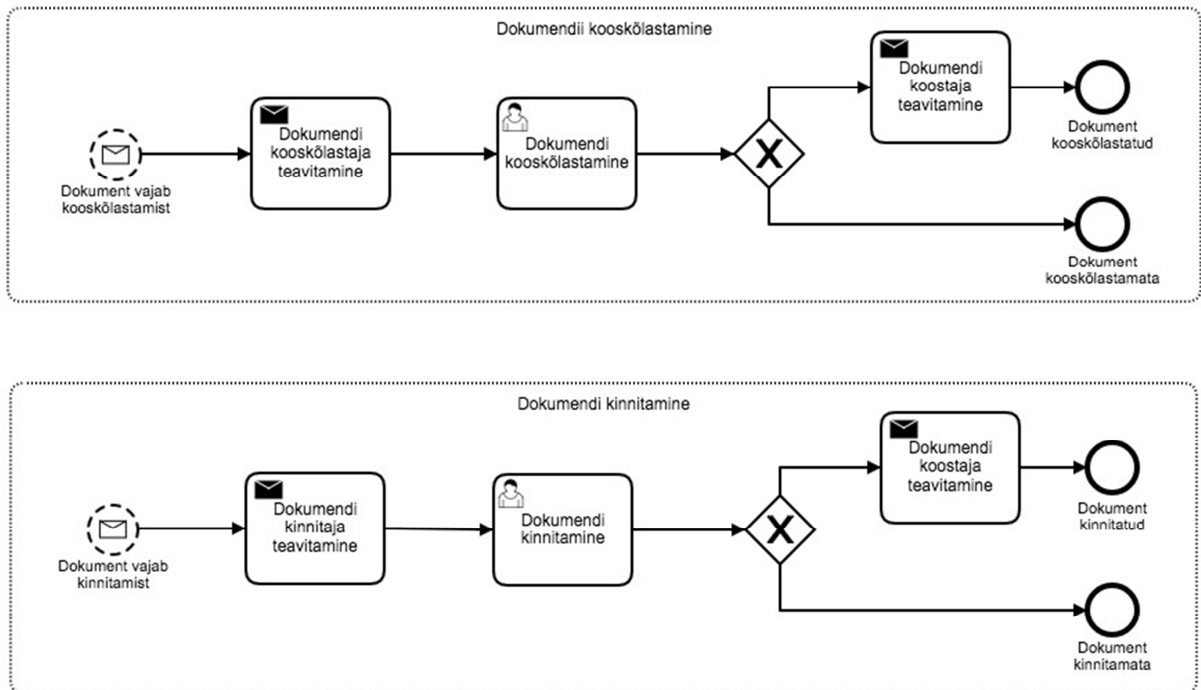 Dokumendii kooskõlastamine
Dokument vajab
kooskõlastamist
Dokumendi
kooskõlastaja
teavitamine
Dokumendi
kooskõlastamine
X
Dokumendi
koostaja
teavitamine
Dokument
kooskõlastatud
Dokument
kooskõlastamata
Dokumendi kinnitamine
Dokument vajab
kinnitamist
Dokumendi
kinnitaja
teavitamine
Dokumendi
kinnitamine
X
Dokumendi
koostaja
teavitamine
Dokument
kinnitatud
Dokument
kinnitamata